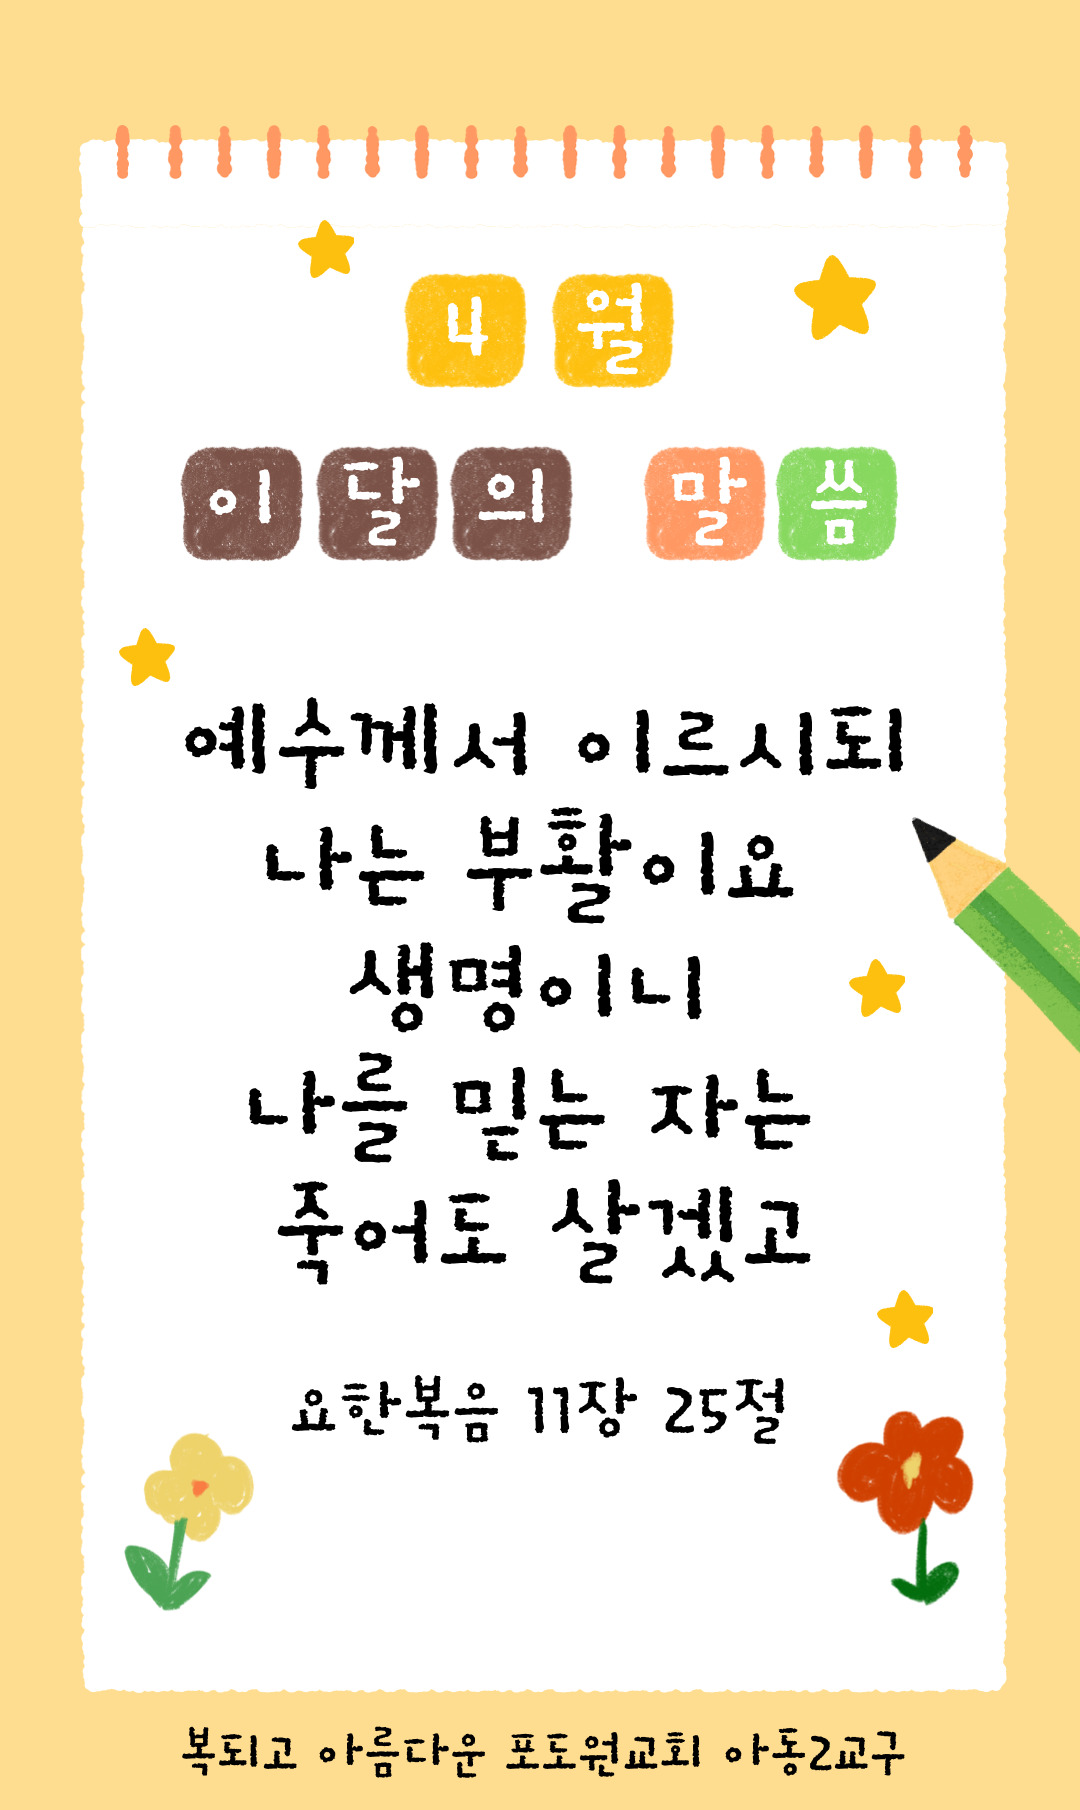 4월
이달의 말씀
예수께서 이르시되
나는 부활이요
생명이니
나를 믿는 자는
죽어도 살겠고
요한복음 11장 25절
복되고 아름다운 포도원교회 아동2교구